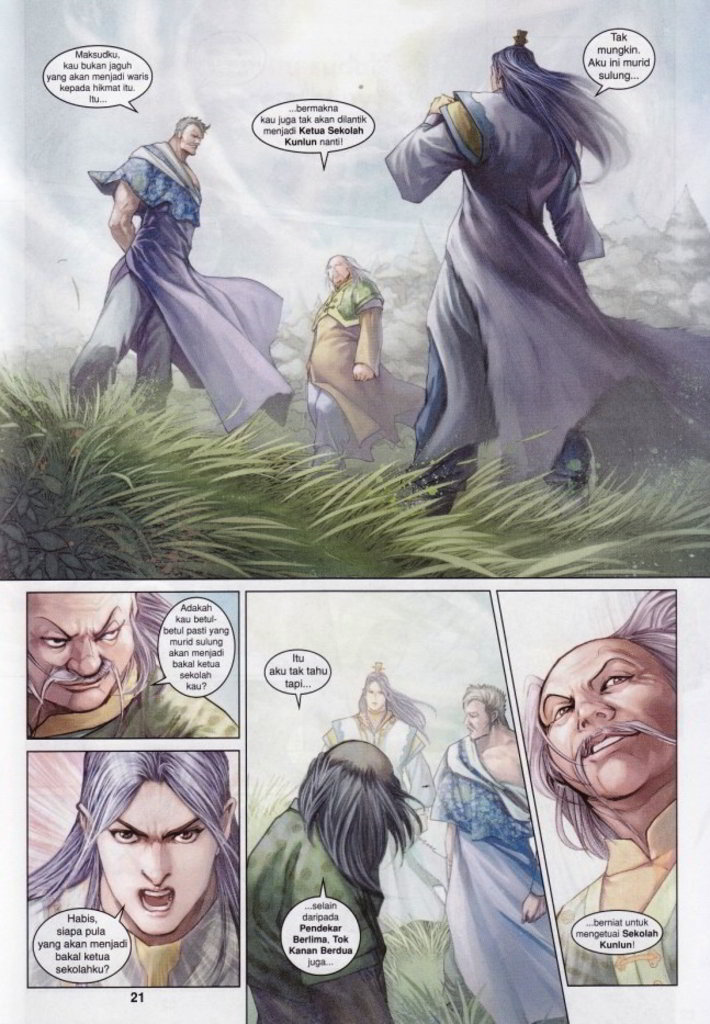 Maksudku,
kau bukan jaguh
yang akan menjadi waris
kepada hikmat itu.
Itu...
...bermakna
kau juga tak akan dilantik
menjadi Ketua Sekolah
Kunlun nanti!
Tak
mungkin.
Aku ini murid
sulung...
Adakah
kau betul-
betul pasti yang
murid sulung
akan menjadi
bakal ketua
sekolah
kau?
Habis,
siapa pula
yang akan menjadi
bakal ketua
sekolahku?
Itu
aku tak tahu
tapi...
...selain
daripada
Pendekar
Berlima, Tok
Kanan Berdua
juga...
...berniat untuk
mengetuai Sekolah
Kunlun!
21